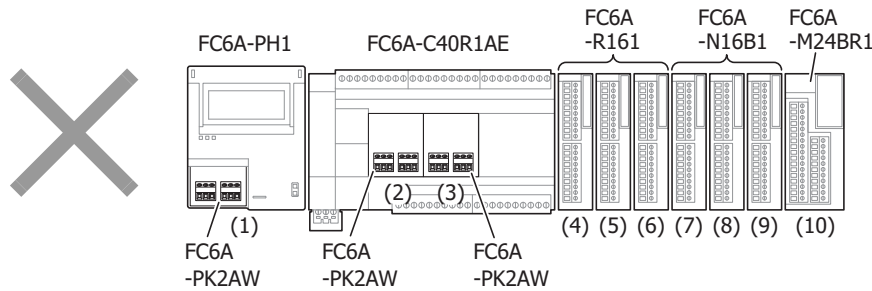 FC6A-PH1
FC6A-C40R1AE
FC6A
-R161
FC6A
-N16B1
FC6A
-M24BR1
(1)
(2)
(3)
(4)
(5)
(6)
(7)
(8)
(9)
(10)
FC6A
-PK2AW
FC6A
-PK2AW
FC6A
-PK2AW